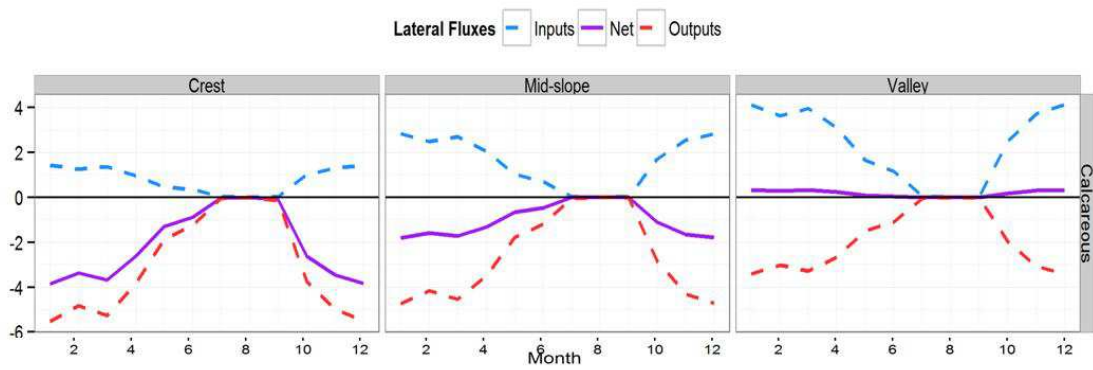 Lateral Fluxes Inputs Net Outputs
Crest Mid-slope Valley
4
2
0
-2
-4
-6
Calcareous
2 4 6 8 10 12 2 4 6 8 10 12 2 4 6 8 10 12
Month